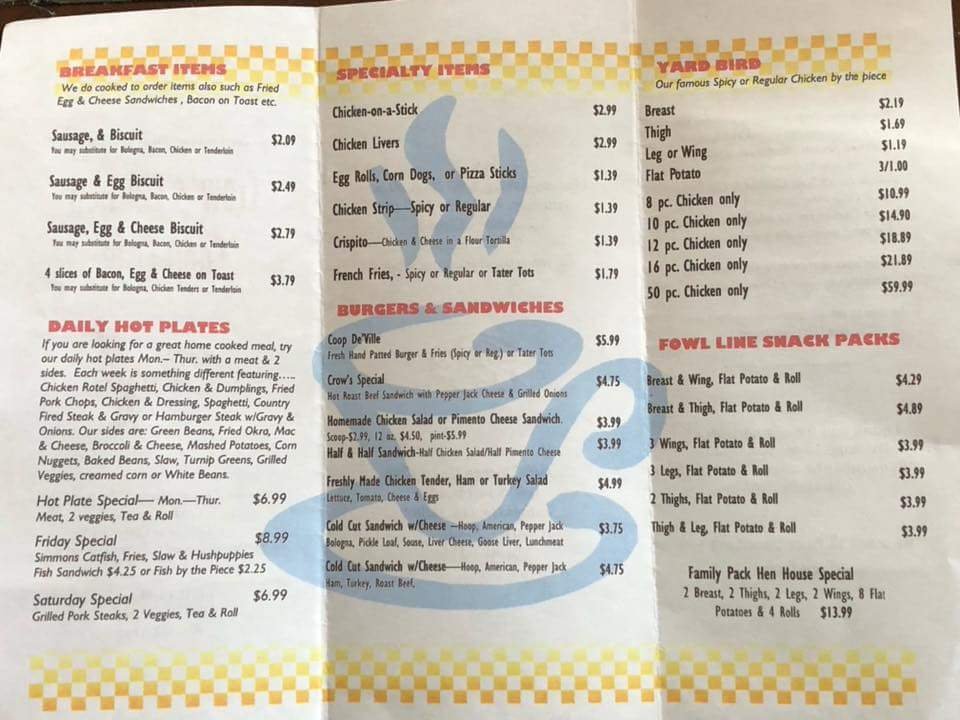 BREAKFAST ITEMS
We do cooked to order items also such as Fried
Egg & Cheese Sandwiches , Bacon on Toast etc.
Sausage, & Biscuit $2.09
You may substitute for Bologna, Bacon, Chicken or Tenderloin
Sausage & Egg Biscuit $2.49
You may substitute for Bologna, Bacon, Chicken or Tenderloin
Sausage, Egg & Cheese Biscuit $2.79
You may substitute for Bologna, Bacon, Chicken or Tenderloin
4 slices of Bacon, Egg & Cheese on Toast $3.79
You may substitute for Bologna, Chicken Tenders or Tenderloin
DAILY HOT PLATES
If you are looking for a great home cooked meal, try
our daily hot plates Mon.– Thur. with a meat & 2
sides. Each week is something different featuring….
Chicken Rotel Spaghetti, Chicken & Dumplings, Fried
Pork Chops, Chicken & Dressing, Spaghetti, Country
Fired Steak & Gravy or Hamburger Steak w/Gravy &
Onions. Our sides are: Green Beans, Fried Okra, Mac
& Cheese, Broccoli & Cheese, Mashed Potatoes, Corn
Nuggets, Baked Beans, Slaw, Turnip Greens, Grilled
Veggies, creamed corn or White Beans.
Hot Plate Special— Mon.—Thur. $6.99
Meat, 2 veggies, Tea & Roll
Friday Special $8.99
Simmons Catfish, Fries, Slaw & Hushpuppies
Fish Sandwich $4.25 or Fish by the Piece $2.25
Saturday Special $6.99
Grilled Pork Steaks, 2 Veggies, Tea & Roll
SPECIALTY ITEMS
Chicken-on-a-Stick $2.99
Chicken Livers $2.99
Egg Rolls, Corn Dogs, or Pizza Sticks $1.39
Chicken Strip—Spicy or Regular $1.39
Crispito—Chicken & Cheese in a Flour Tortilla $1.39
French Fries, - Spicy or Regular or Tater Tots $1.79
BURGERS & SANDWICHES
Coop De'Ville $5.99
Fresh Hand Patted Burger & Fries (Spicy or Reg.) or Tater Tots
Crow's Special $4.75
Hot Roast Beef Sandwich with Pepper Jack Cheese & Grilled Onions
Homemade Chicken Salad or Pimento Cheese Sandwich. $3.99
Scoop-$2.99, 12 oz. $4.50, pint-$5.99
Half & Half Sandwich-Half Chicken Salad/Half Pimento Cheese $3.99
Freshly Made Chicken Tender, Ham or Turkey Salad $4.99
Lettuce, Tomato, Cheese & Eggs
Cold Cut Sandwich w/Cheese —Hoop, American, Pepper Jack $3.75
Bologna, Pickle Loaf, Souse, Liver Cheese, Goose Liver, Lunchmeat
Cold Cut Sandwich w/Cheese—Hoop, American, Pepper Jack $4.75
Ham, Turkey, Roast Beef,
YARD BIRD
Our famous Spicy or Regular Chicken by the piece
Breast $2.19
Thigh $1.69
Leg or Wing $1.19
Flat Potato 3/1.00
8 pc. Chicken only $10.99
10 pc. Chicken only $14.90
12 pc. Chicken only $18.89
16 pc. Chicken only $21.89
50 pc. Chicken only $59.99
FOWL LINE SNACK PACKS
Breast & Wing, Flat Potato & Roll $4.29
Breast & Thigh, Flat Potato & Roll $4.89
3 Wings, Flat Potato & Roll $3.99
3 Legs, Flat Potato & Roll $3.99
2 Thighs, Flat Potato & Roll $3.99
Thigh & Leg, Flat Potato & Roll $3.99
Family Pack Hen House Special
2 Breast, 2 Thighs, 2 Legs, 2 Wings, 8 Flat
Potatoes & 4 Rolls $13.99